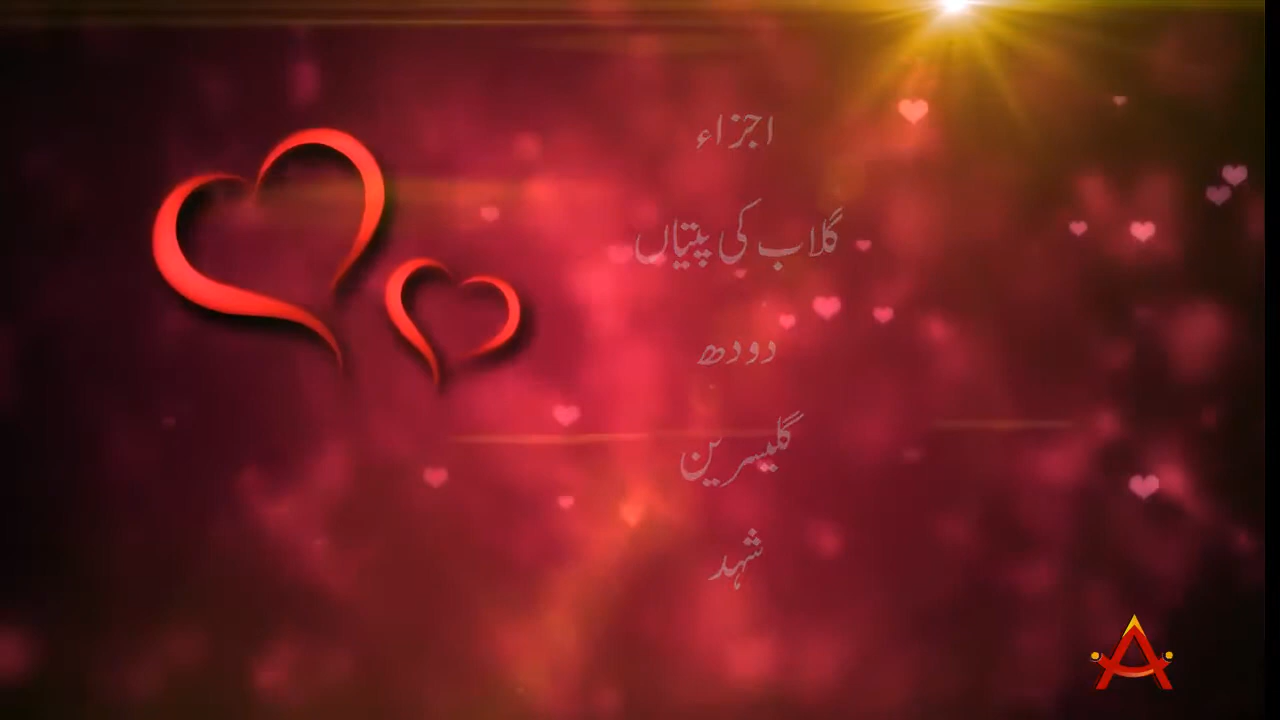 اجزاء
گلاب کی پتیاں
دودھ
گلیسرین
شہد